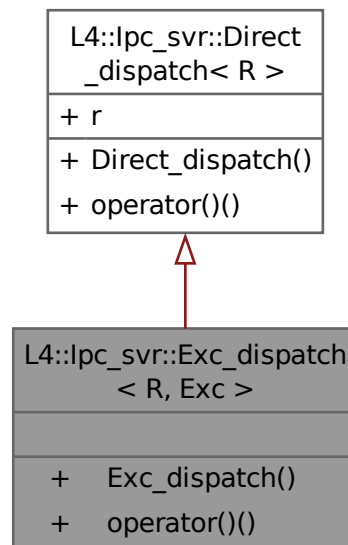 L4::Ipc_svr::Direct
_dispatch< R >
+ r
+ Direct_dispatch()
+ operator()()
L4::Ipc_svr::Exc_dispatch
< R, Exc >
+ Exc_dispatch()
+ operator()()